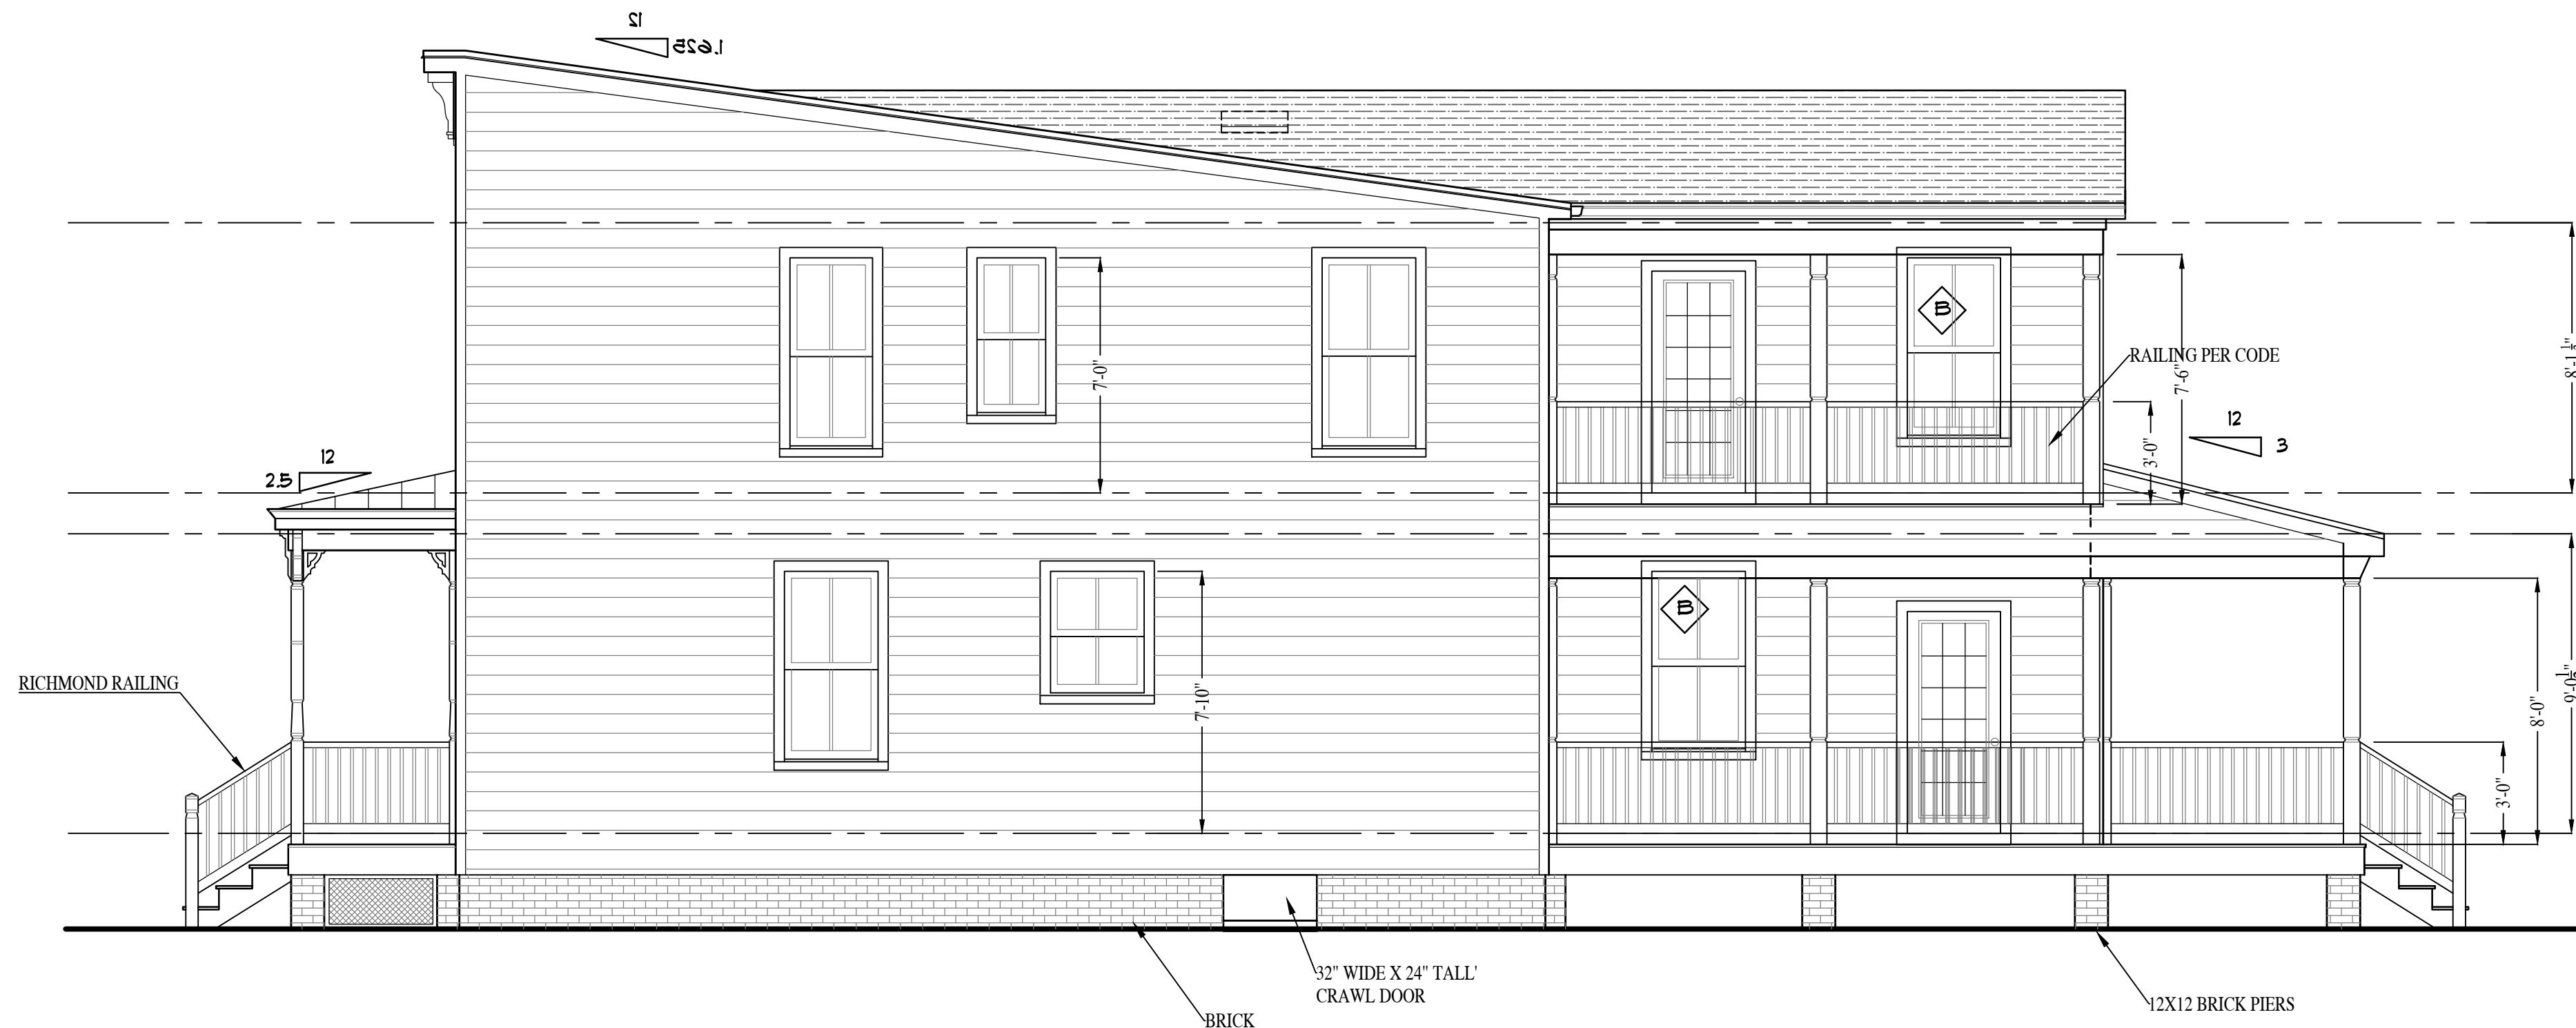 12
1.625
B
7'-0"
RAILING PER CODE
7'-6"
8'-1 1/2"
3'-0"
12
3
12
2.5
B
RICHMOND RAILING
7'-10"
9'-0 1/2"
8'-0"
3'-0"
32" WIDE X 24" TALL'
CRAWL DOOR
BRICK
12X12 BRICK PIERS